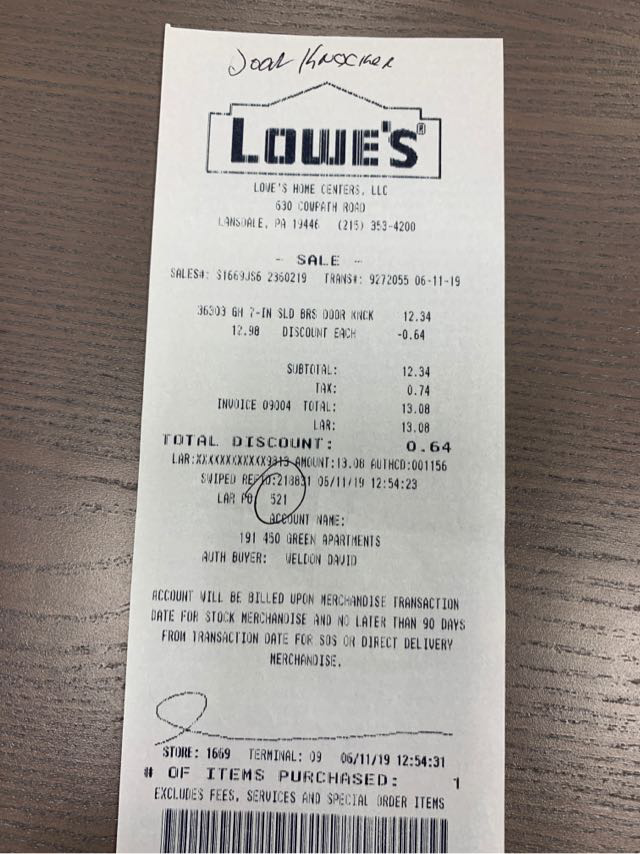 Door Knocker
LOWE'S®
LOWE'S HOME CENTERS, LLC
630 COWPATH ROAD
LANSDALE, PA 19446 (215) 353-4200
- SALE -
SALES#: S1669JS6 2360219 TRANS#: 9272055 06-11-19
36303 GH 7-IN SLD BRS DOOR KNCK 12.34
12.98 DISCOUNT EACH -0.64
SUBTOTAL: 12.34
TAX: 0.74
INVOICE 09004 TOTAL: 13.08
LAR: 13.08
TOTAL DISCOUNT: 0.64
LAR:XXXXXXXXXXXX9313 AMOUNT:13.08 AUTHCD:001156
SWIPED REFID:218831 06/11/19 12:54:23
LAR PO: 521
ACCOUNT NAME:
191 450 GREEN APARTMENTS
AUTH BUYER: WELDON DAVID
ACCOUNT WILL BE BILLED UPON MERCHANDISE TRANSACTION
DATE FOR STOCK MERCHANDISE AND NO LATER THAN 90 DAYS
FROM TRANSACTION DATE FOR SOS OR DIRECT DELIVERY
MERCHANDISE.
STORE: 1669 TERMINAL: 09 06/11/19 12:54:31
# OF ITEMS PURCHASED: 1
EXCLUDES FEES, SERVICES AND SPECIAL ORDER ITEMS